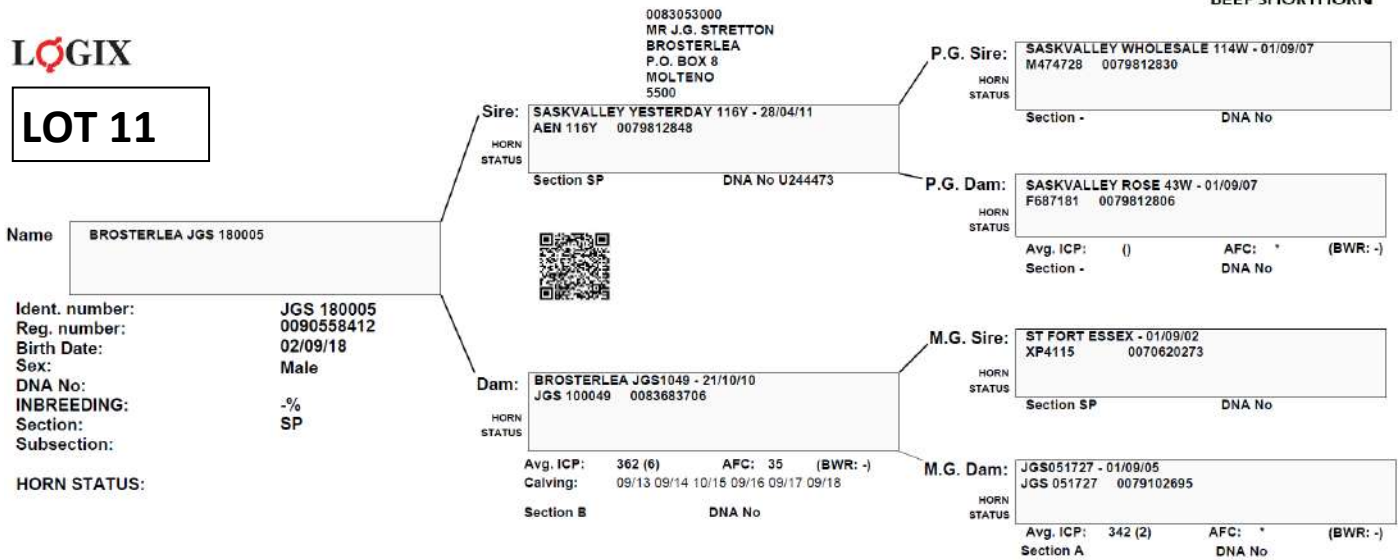 BEEF SHORTHORN
LOGIX
LOT 11
0083053000
MR J.G. STRETTON
BROSTERLEA
P.O. BOX 8
MOLTENO
5500
Name
BROSTERLEA JGS 180005
Ident. number: JGS 180005
Reg. number: 0090558412
Birth Date: 02/09/18
Sex: Male
DNA No:
INBREEDING: -%
Section: SP
Subsection:
HORN STATUS:
Sire: SASKVALLEY YESTERDAY 116Y - 28/04/11
AEN 116Y 0079812848
HORN
STATUS
Section SP DNA No U244473
Dam: BROSTERLEA JGS1049 - 21/10/10
JGS 100049 0083683706
HORN
STATUS
Avg. ICP: 362 (6) AFC: 35 (BWR: -)
Calving: 09/13 09/14 10/15 09/16 09/17 09/18
Section B DNA No
P.G. Sire: SASKVALLEY WHOLESALE 114W - 01/09/07
M474728 0079812830
HORN
STATUS
Section - DNA No
P.G. Dam: SASKVALLEY ROSE 43W - 01/09/07
F687181 0079812806
HORN
STATUS
Avg. ICP: () AFC: * (BWR: -)
Section - DNA No
M.G. Sire: ST FORT ESSEX - 01/09/02
XP4115 0070620273
HORN
STATUS
Section SP DNA No
M.G. Dam: JGS051727 - 01/09/05
JGS 051727 0079102695
HORN
STATUS
Avg. ICP: 342 (2) AFC: * (BWR: -)
Section A DNA No